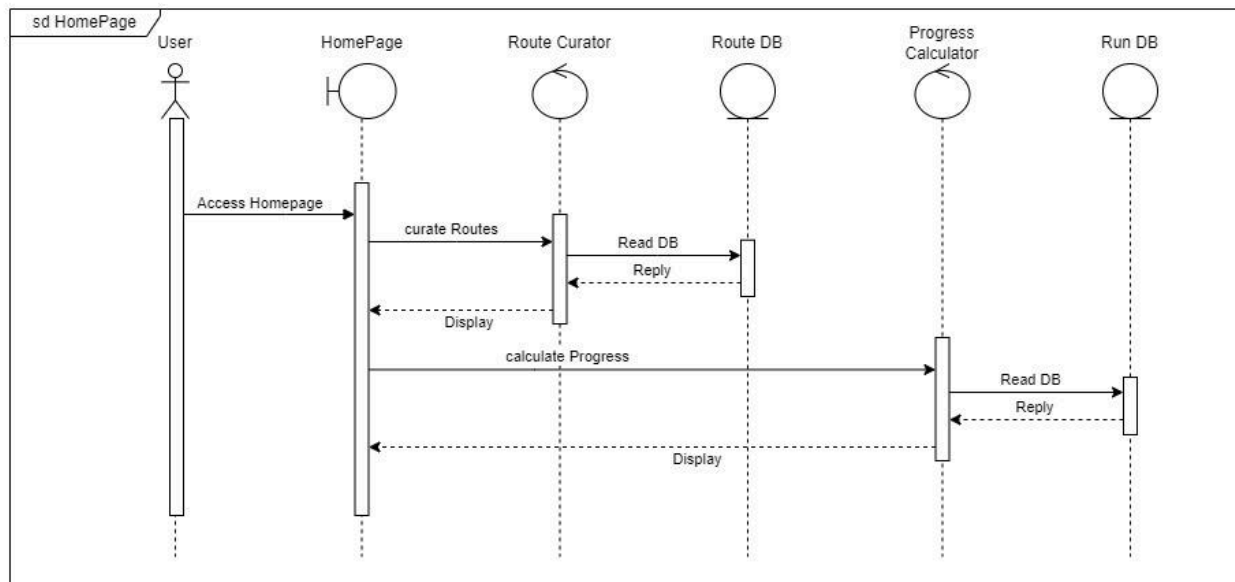 sd HomePage
User
HomePage
Route Curator
Route DB
Progress
Calculator
Run DB
Access Homepage
curate Routes
Read DB
Reply
Display
calculate Progress
Read DB
Reply
Display